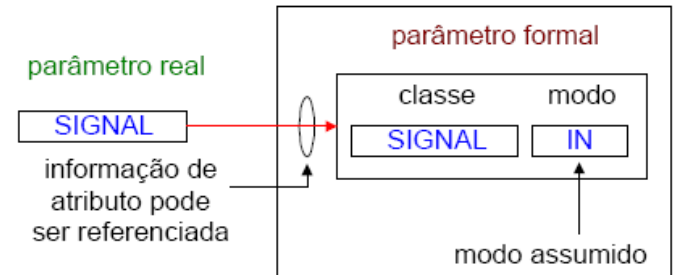 parâmetro real
SIGNAL
informação de
atributo pode
ser referenciada
parâmetro formal
classe
modo
SIGNAL
IN
modo assumido